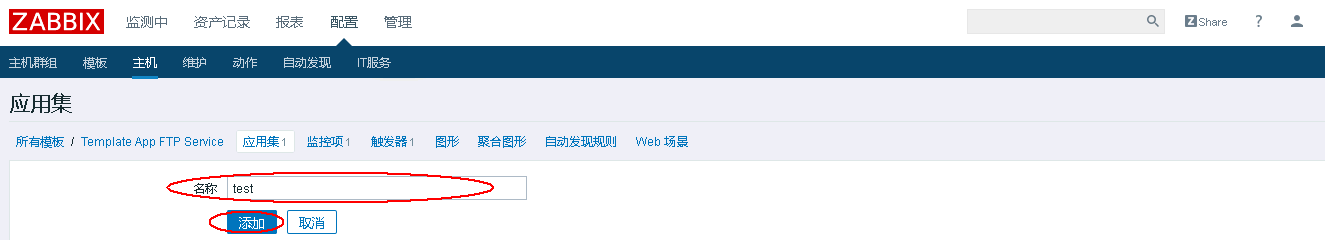 ZABBIX 监测中 资产记录 报表 配置 管理 Z Share ?
主机群组 模板 主机 维护 动作 自动发现 IT服务
应用集
所有模板 / Template App FTP Service 应用集 1 监控项 1 触发器 1 图形 聚合图形 自动发现规则 Web 场景
名称 test
添加 取消